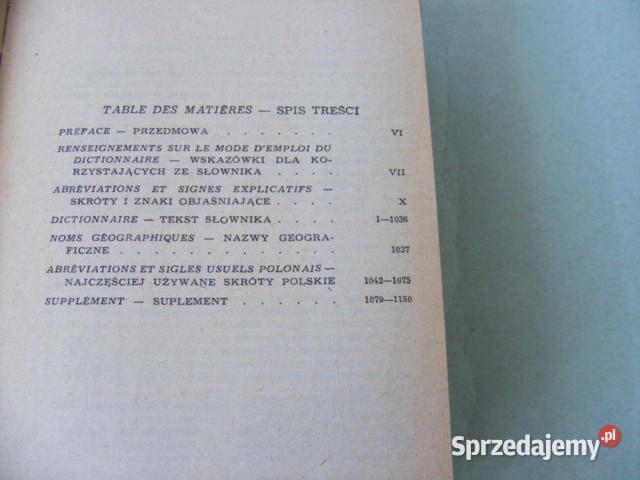 TABLE DES MATIÈRES — SPIS TREŚCI
PRÉFACE — PRZEDMOWA . . . . . . . VI
RENSEIGNEMENTS SUR LE MODE D'EMPLOI DU
DICTIONNAIRE — WSKAZÓWKI DLA KO-
RZYSTAJĄCYCH ZE SŁOWNIKA . . . . VII
ABRÉVIATIONS ET SIGNES EXPLICATIFS —
SKRÓTY I ZNAKI OBJAŚNIAJĄCE . . . . X
DICTIONNAIRE — TEKST SŁOWNIKA . . . . 1—1036
NOMS GÉOGRAPHIQUES — NAZWY GEOGRA-
FICZNE . . . . . . . . . . . . . 1037
ABRÉVIATIONS ET SIGLES USUELS POLONAIS —
NAJCZĘŚCIEJ UŻYWANE SKRÓTY POLSKIE 1042—1075
SUPPLÉMENT — SUPLEMENT . . . . . . 1079—1150
Sprzedajemy.pl